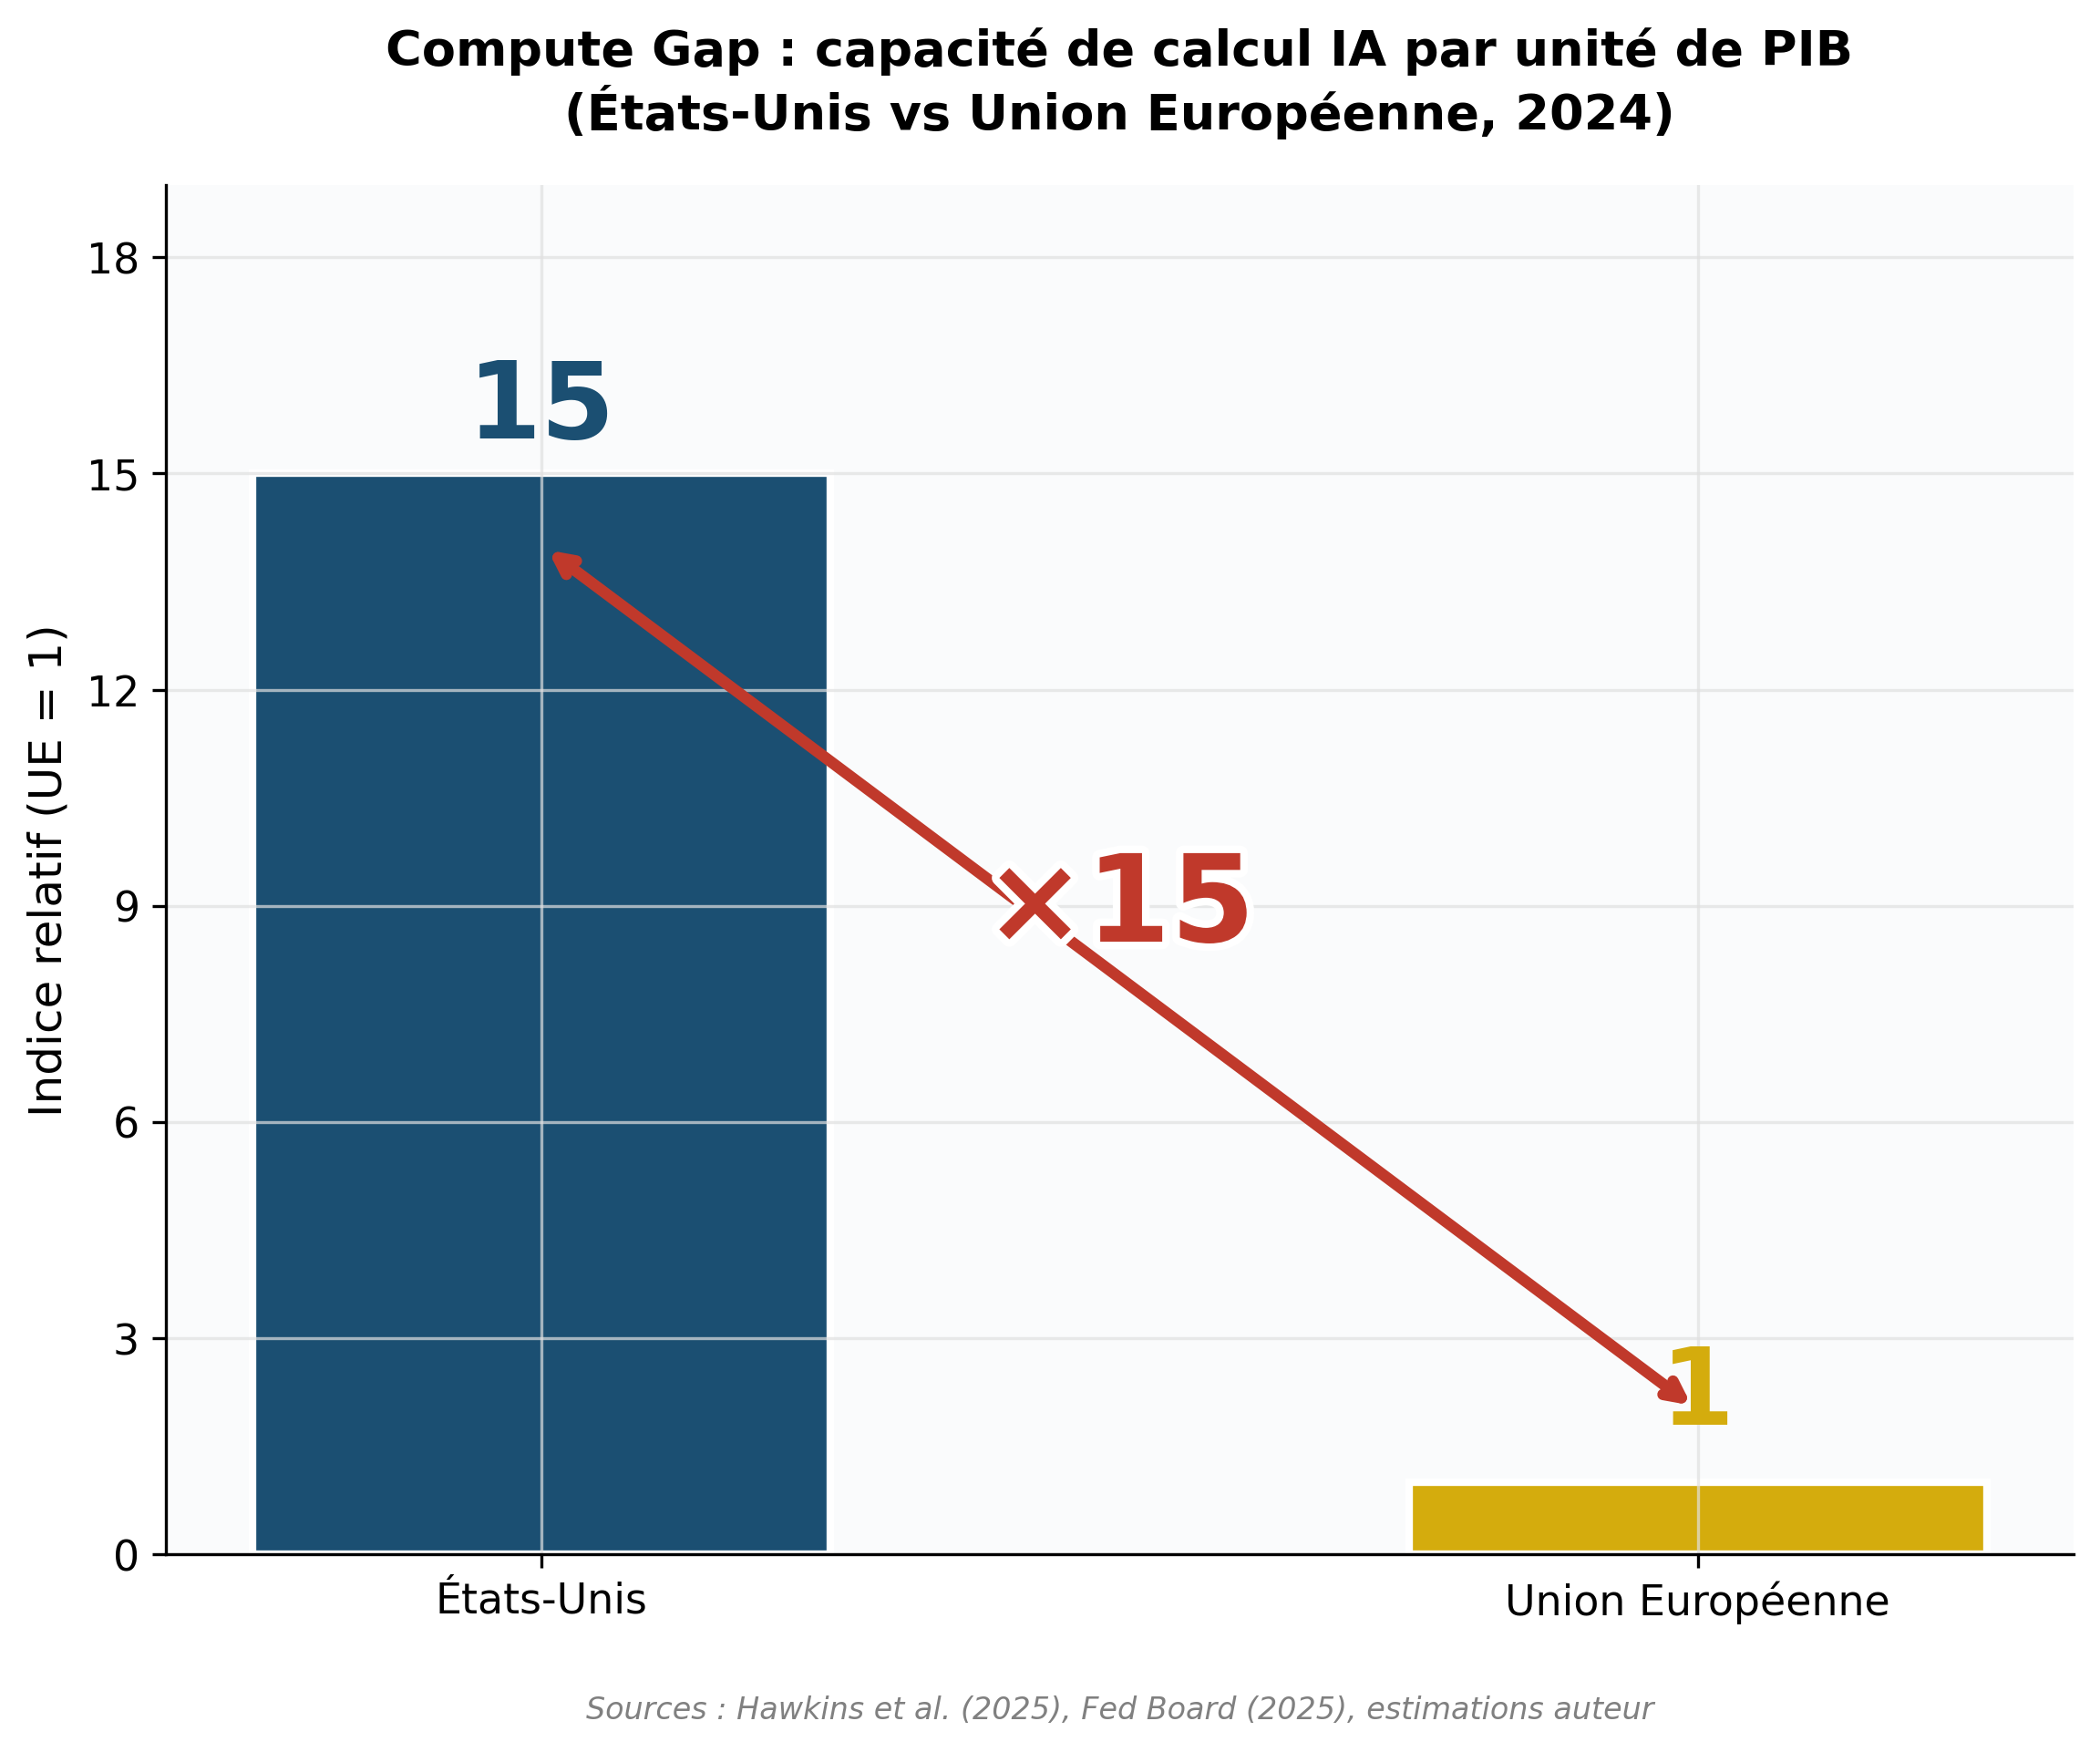 Compute Gap : capacité de calcul IA par unité de PIB
(États-Unis vs Union Européenne, 2024)
Indice relatif (UE = 1)
18
15
12
9
6
3
0
15
×15
1
États-Unis
Union Européenne
Sources : Hawkins et al. (2025), Fed Board (2025), estimations auteur